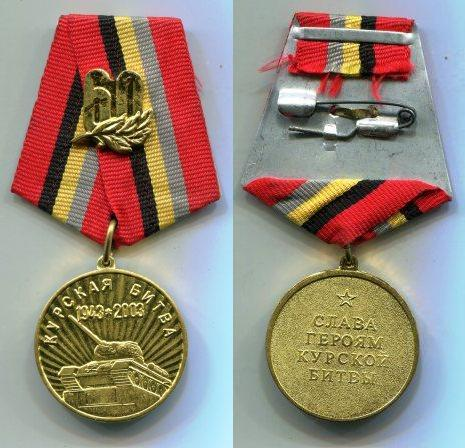 60
КУРСКАЯ БИТВА
1943★2003
СЛАВА
ГЕРОЯМ
КУРСКОЙ
БИТВЫ